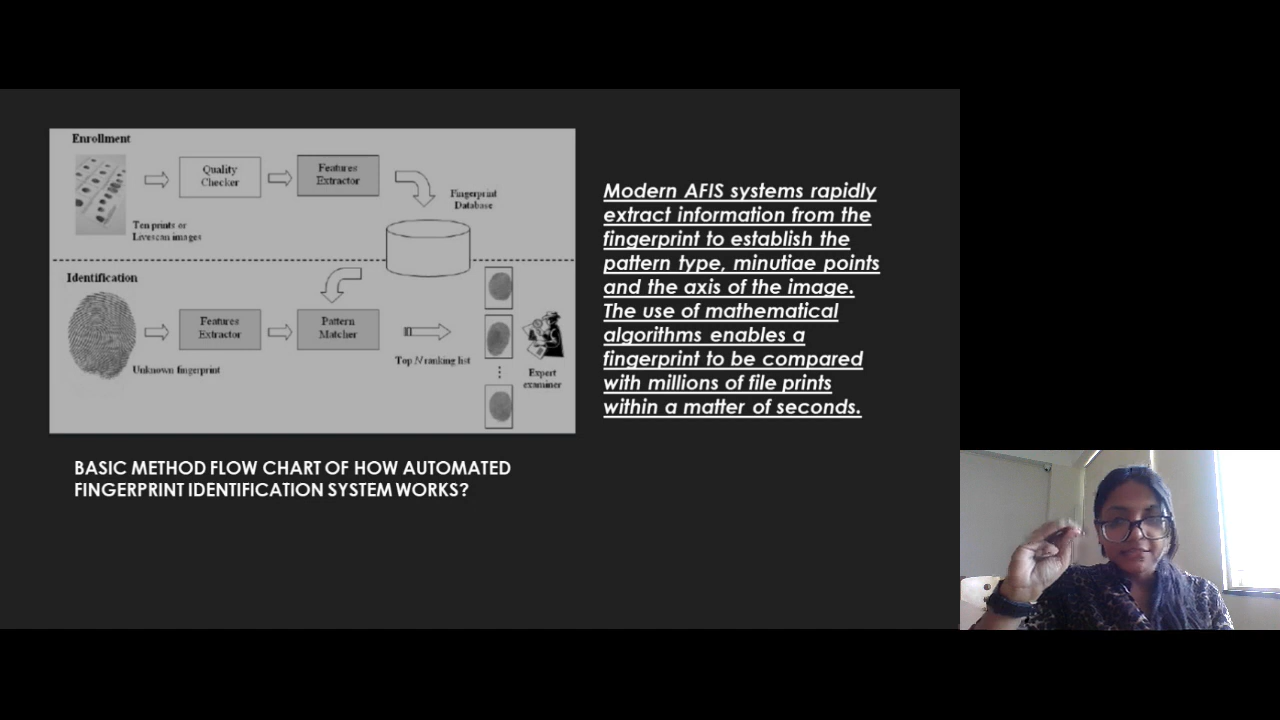 Enrollment
Quality
Checker
Features
Extractor
Fingerprint
Database
Ten prints or
Livescan images
Identification
Features
Extractor
Pattern
Matcher
Top N ranking list
Unknown fingerprint
Expert
examiner
BASIC METHOD FLOW CHART OF HOW AUTOMATED
FINGERPRINT IDENTIFICATION SYSTEM WORKS?
Modern AFIS systems rapidly
extract information from the
fingerprint to establish the
pattern type, minutiae points
and the axis of the image.
The use of mathematical
algorithms enables a
fingerprint to be compared
with millions of file prints
within a matter of seconds.